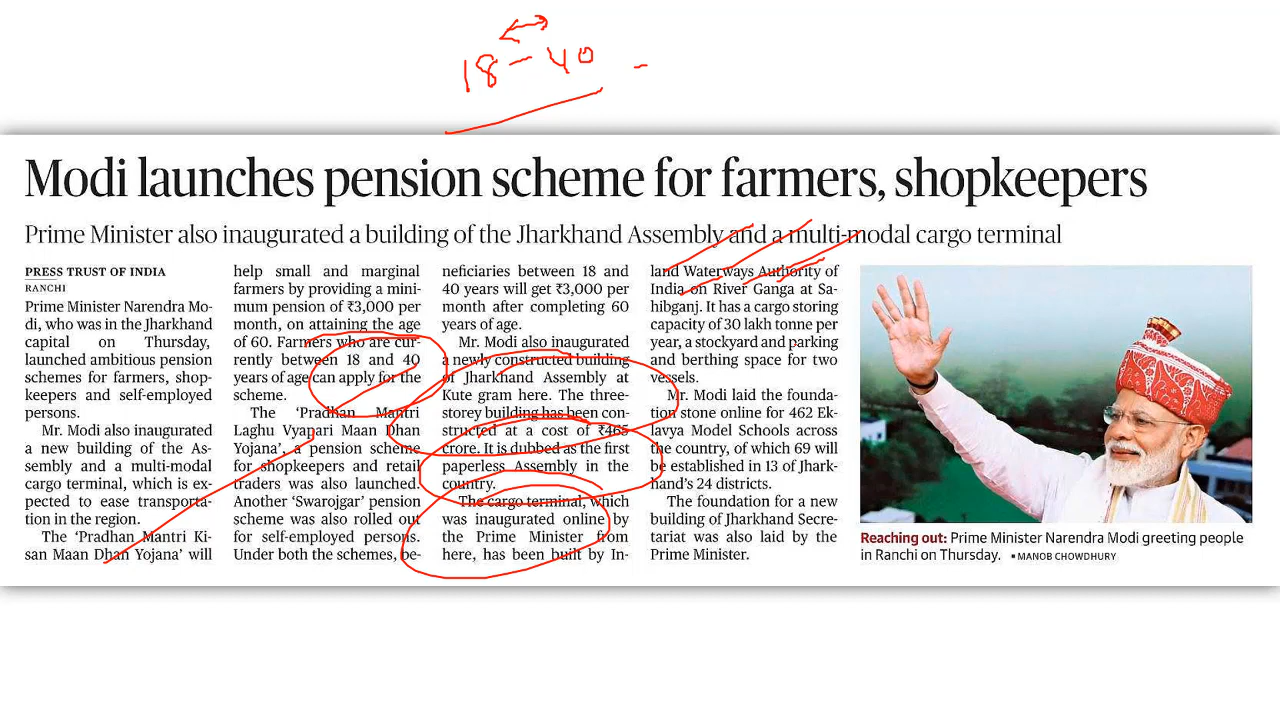 18 - 40 -
Modi launches pension scheme for farmers, shopkeepers
Prime Minister also inaugurated a building of the Jharkhand Assembly and a multi-modal cargo terminal
PRESS TRUST OF INDIA
RANCHI
Prime Minister Narendra Mo-
di, who was in the Jharkhand
capital on Thursday,
launched ambitious pension
schemes for farmers, shop-
keepers and self-employed
persons.
Mr. Modi also inaugurated
a new building of the As-
sembly and a multi-modal
cargo terminal, which is ex-
pected to ease transporta-
tion in the region.
The ‘Pradhan Mantri Ki-
san Maan Dhan Yojana’ will
help small and marginal
farmers by providing a mini-
mum pension of ₹3,000 per
month, on attaining the age
of 60. Farmers who are cur-
rently between 18 and 40
years of age can apply for the
scheme.
The ‘Pradhan Mantri
Laghu Vyapari Maan Dhan
Yojana’, a pension scheme
for shopkeepers and retail
traders was also launched.
Another ‘Swarojgar’ pension
scheme was also rolled out
for self-employed persons.
Under both the schemes, be-
neficiaries between 18 and
40 years will get ₹3,000 per
month after completing 60
years of age.
Mr. Modi also inaugurated
a newly constructed building
of Jharkhand Assembly at
Kute gram here. The three-
storey building has been con-
structed at a cost of ₹465
crore. It is dubbed as the first
paperless Assembly in the
country.
The cargo terminal, which
was inaugurated online by
the Prime Minister from
here, has been built by In-
land Waterways Authority of
India on River Ganga at Sa-
hibganj. It has a cargo storing
capacity of 30 lakh tonne per
year, a stockyard and parking
and berthing space for two
vessels.
Mr. Modi laid the founda-
tion stone online for 462 Ek-
lavya Model Schools across
the country, of which 69 will
be established in 13 of Jhark-
hand’s 24 districts.
The foundation for a new
building of Jharkhand Secre-
tariat was also laid by the
Prime Minister.
Reaching out: Prime Minister Narendra Modi greeting people
in Ranchi on Thursday. ▪ MANOB CHOWDHURY